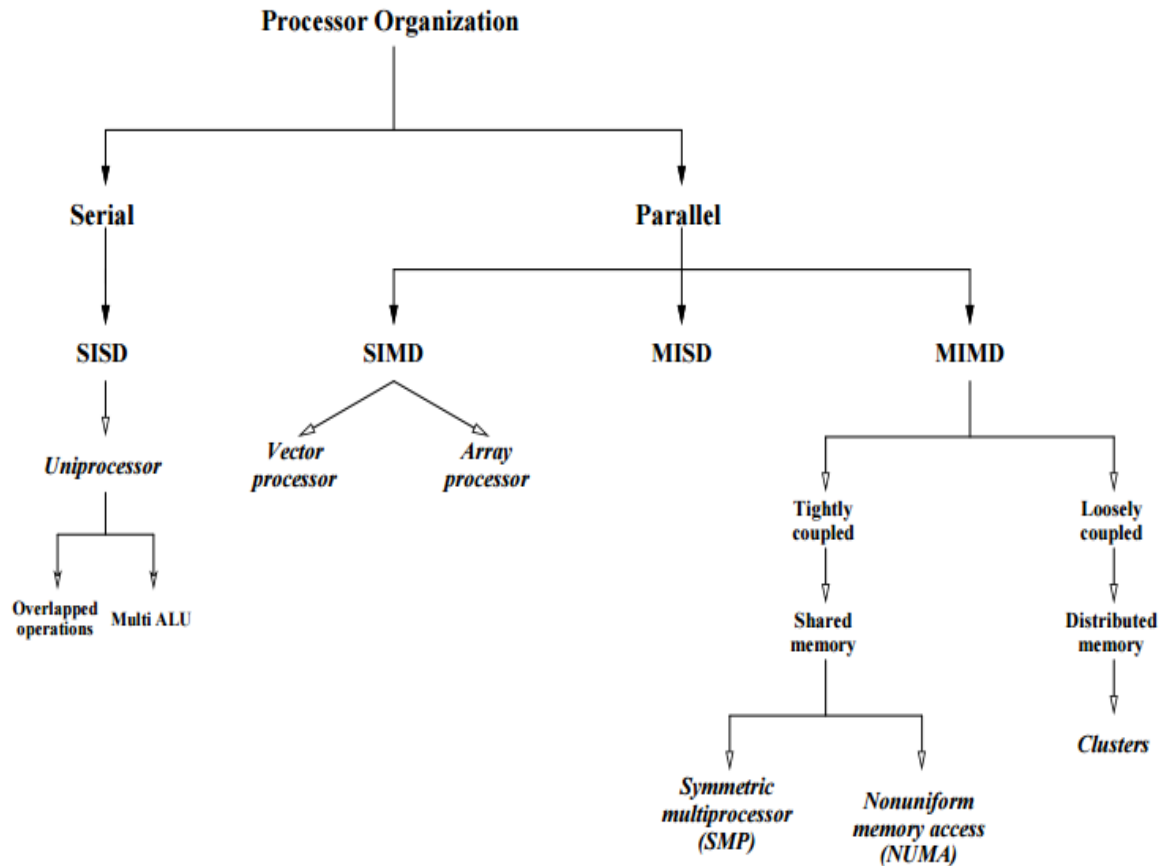 Processor Organization
Serial
Parallel
SISD
SIMD
MISD
MIMD
Uniprocessor
Vector
processor
Array
processor
Tightly
coupled
Loosely
coupled
Overlapped
operations
Multi ALU
Shared
memory
Distributed
memory
Clusters
Symmetric
multiprocessor
(SMP)
Nonuniform
memory access
(NUMA)